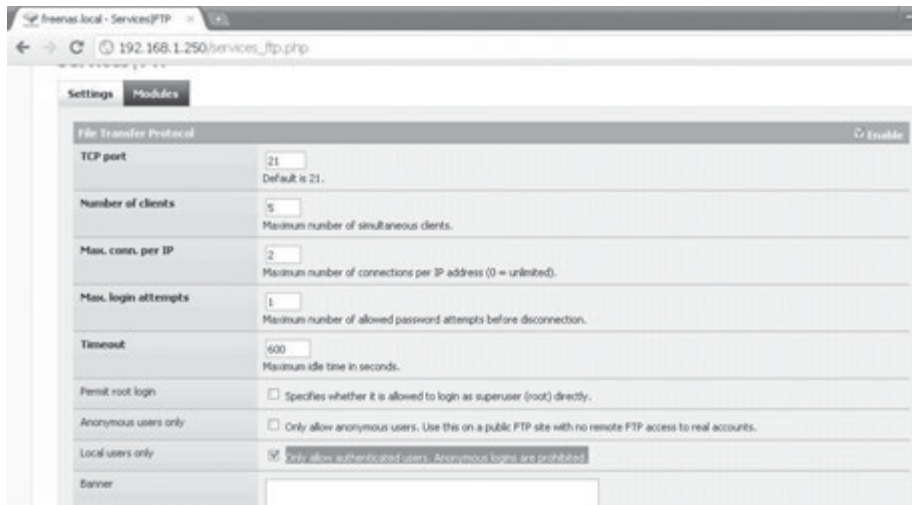 freenas.local - Services|FTP
192.168.1.250/services_ftp.php
Settings Modules
File Transfer Protocol Enable
TCP port
21
Default is 21.
Number of clients
5
Maximum number of simultaneous clients.
Max. conn. per IP
2
Maximum number of connections per IP address (0 = unlimited).
Max. login attempts
1
Maximum number of allowed password attempts before disconnection.
Timeout
600
Maximum idle time in seconds.
Permit root login Specifies whether it is allowed to login as superuser (root) directly.
Anonymous users only Only allow anonymous users. Use this on a public FTP site with no remote FTP access to real accounts.
Local users only Only allow authenticated users. Anonymous logins are prohibited.
Banner